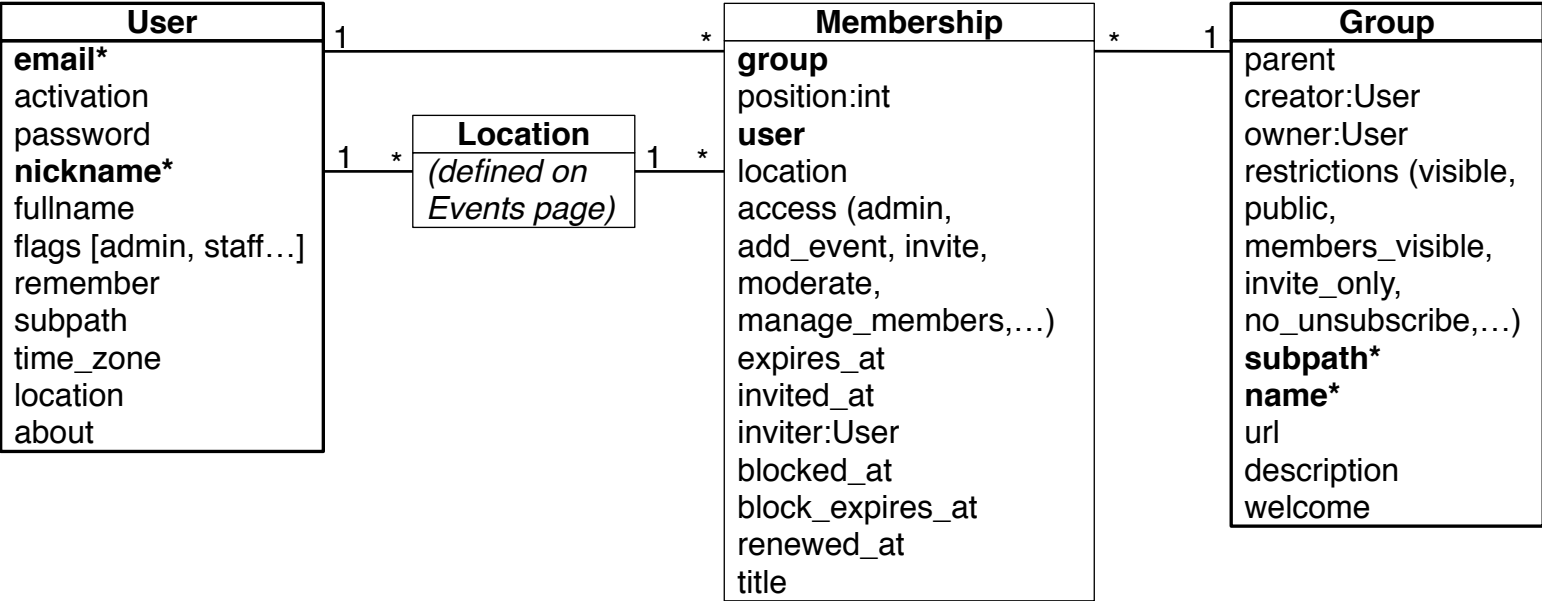 User
email*
activation
password
nickname*
fullname
flags [admin, staff…]
remember
subpath
time_zone
location
about
1
*
1
*
Location
(defined on
Events page)
1
*
Membership
group
position:int
user
location
access (admin,
add_event, invite,
moderate,
manage_members,…)
expires_at
invited_at
inviter:User
blocked_at
block_expires_at
renewed_at
title
*
1
Group
parent
creator:User
owner:User
restrictions (visible,
public,
members_visible,
invite_only,
no_unsubscribe,…)
subpath*
name*
url
description
welcome